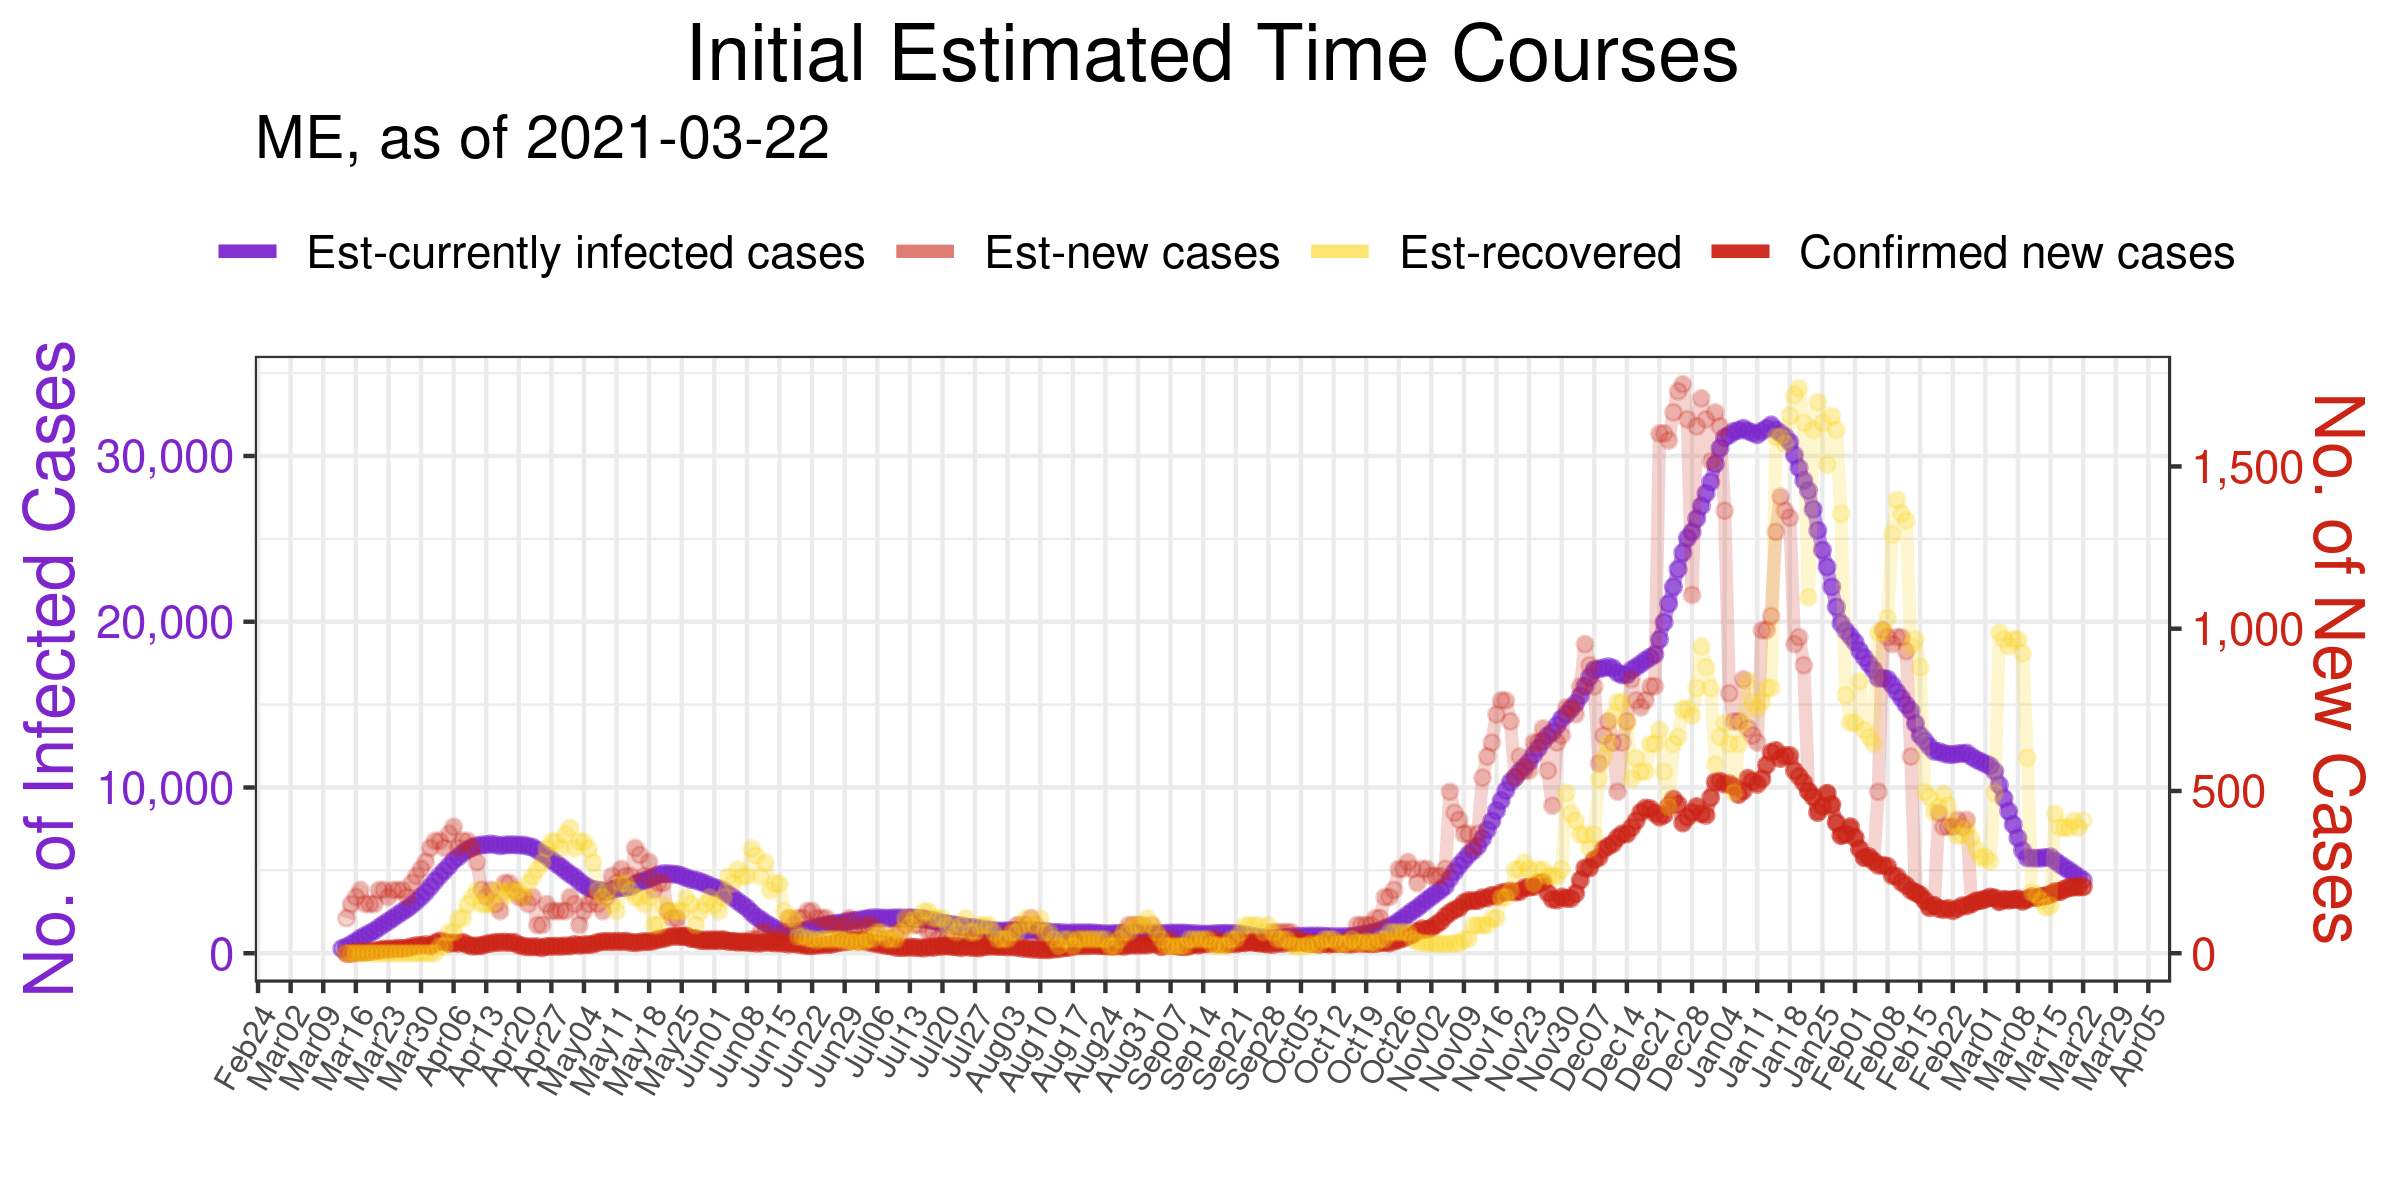 Initial Estimated Time Courses
ME, as of 2021-03-22
Est-currently infected cases Est-new cases Est-recovered Confirmed new cases
No. of Infected Cases
30,000
20,000
10,000
0
1,500
1,000
500
0
No. of New Cases
Feb24 Mar02 Mar09 Mar16 Mar23 Mar30 Apr06 Apr13 Apr20 Apr27 May04 May11 May18 May25 Jun01 Jun08 Jun15 Jun22 Jun29 Jul06 Jul13 Jul20 Jul27 Aug03 Aug10 Aug17 Aug24 Aug31 Sep07 Sep14 Sep21 Sep28 Oct05 Oct12 Oct19 Oct26 Nov02 Nov09 Nov16 Nov23 Nov30 Dec07 Dec14 Dec21 Dec28 Jan04 Jan11 Jan18 Jan25 Feb01 Feb08 Feb15 Feb22 Mar01 Mar08 Mar15 Mar22 Mar29 Apr05